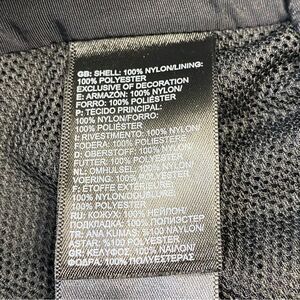 GB: SHELL: 100% NYLON/LINING:
100% POLYESTER
EXCLUSIVE OF DECORATION
E: ARMAZÓN: 100% NYLON/
FORRO: 100% POLIÉSTER
P: TECIDO PRINCIPAL:
100% NYLON/FORRO: 100%
POLIÉSTER
I: RIVESTIMENTO: 100% NYLON/
FODERA: 100% POLIESTERE
D: OBERSTOFF: 100% NYLON/
FUTTER: 100% POLYESTER
NL: OMHULSEL: 100% NYLON/
VOERING: 100% POLYESTER
F: ÉTOFFE EXTÉRIEURE:
100% NYLON/DOUBLURE:
100% POLYESTER
RU: КОЖУХ: 100% НЕЙЛОН/
ПОДКЛАДКА: 100% ПОЛИЭСТЕР
TR: ANA KUMAŞ: %100 NAYLON/
ASTAR: %100 POLYESTER
GR: ΚΕΛΥΦΟΣ: 100% ΝΑΪΛΟΝ/
ΦΟΔΡΑ: 100% ΠΟΛΥΕΣΤΕΡΑΣ